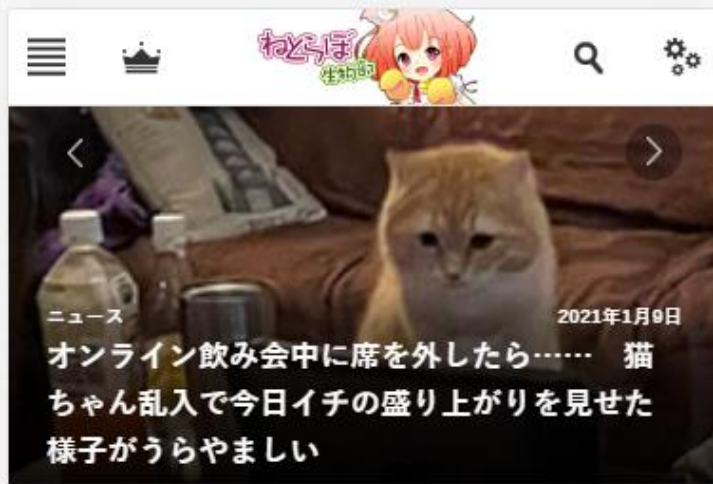 ねとらぼ
生物部
ニュース
2021年1月9日
オンライン飲み会中に席を外したら…… 猫
ちゃん乱入で今日イチの盛り上がりを見せた
様子がうらやましい